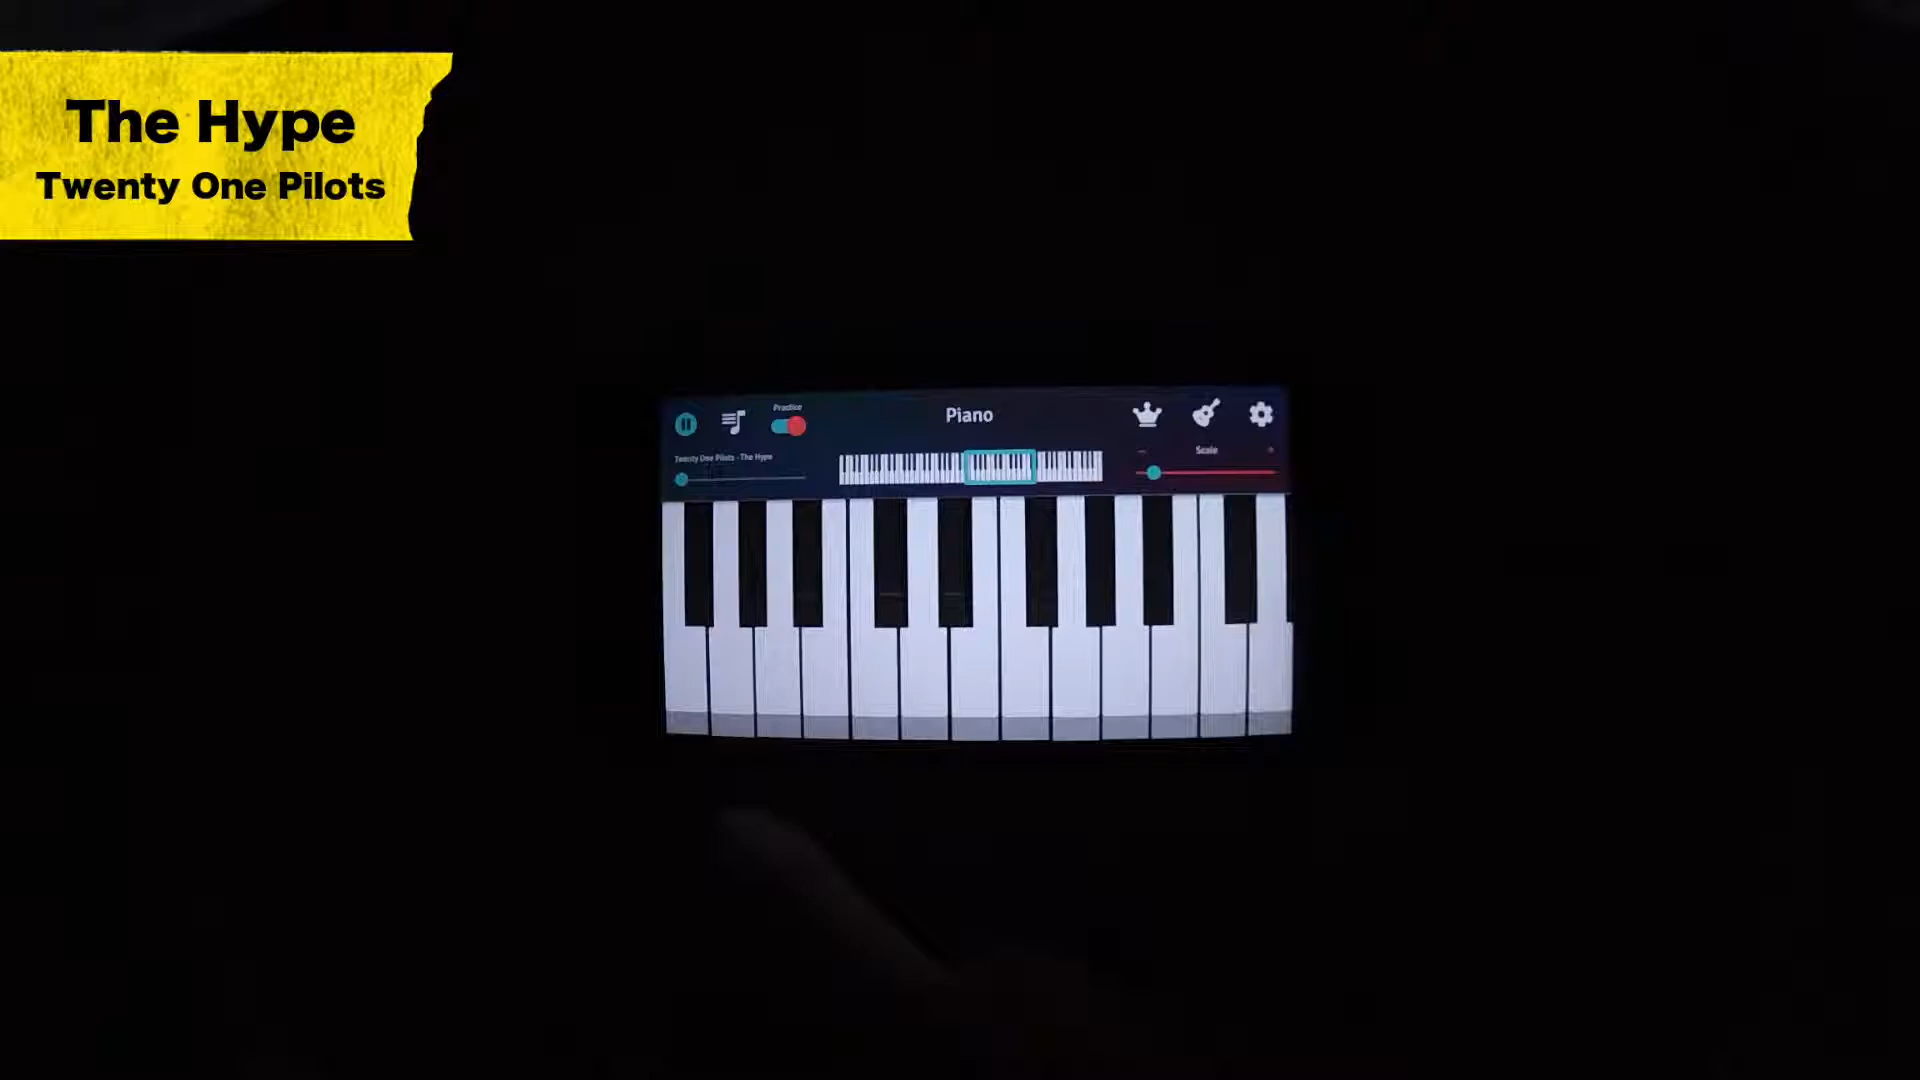 The Hype
Twenty One Pilots
Practice
Piano
Twenty One Pilots - The Hype
Scale